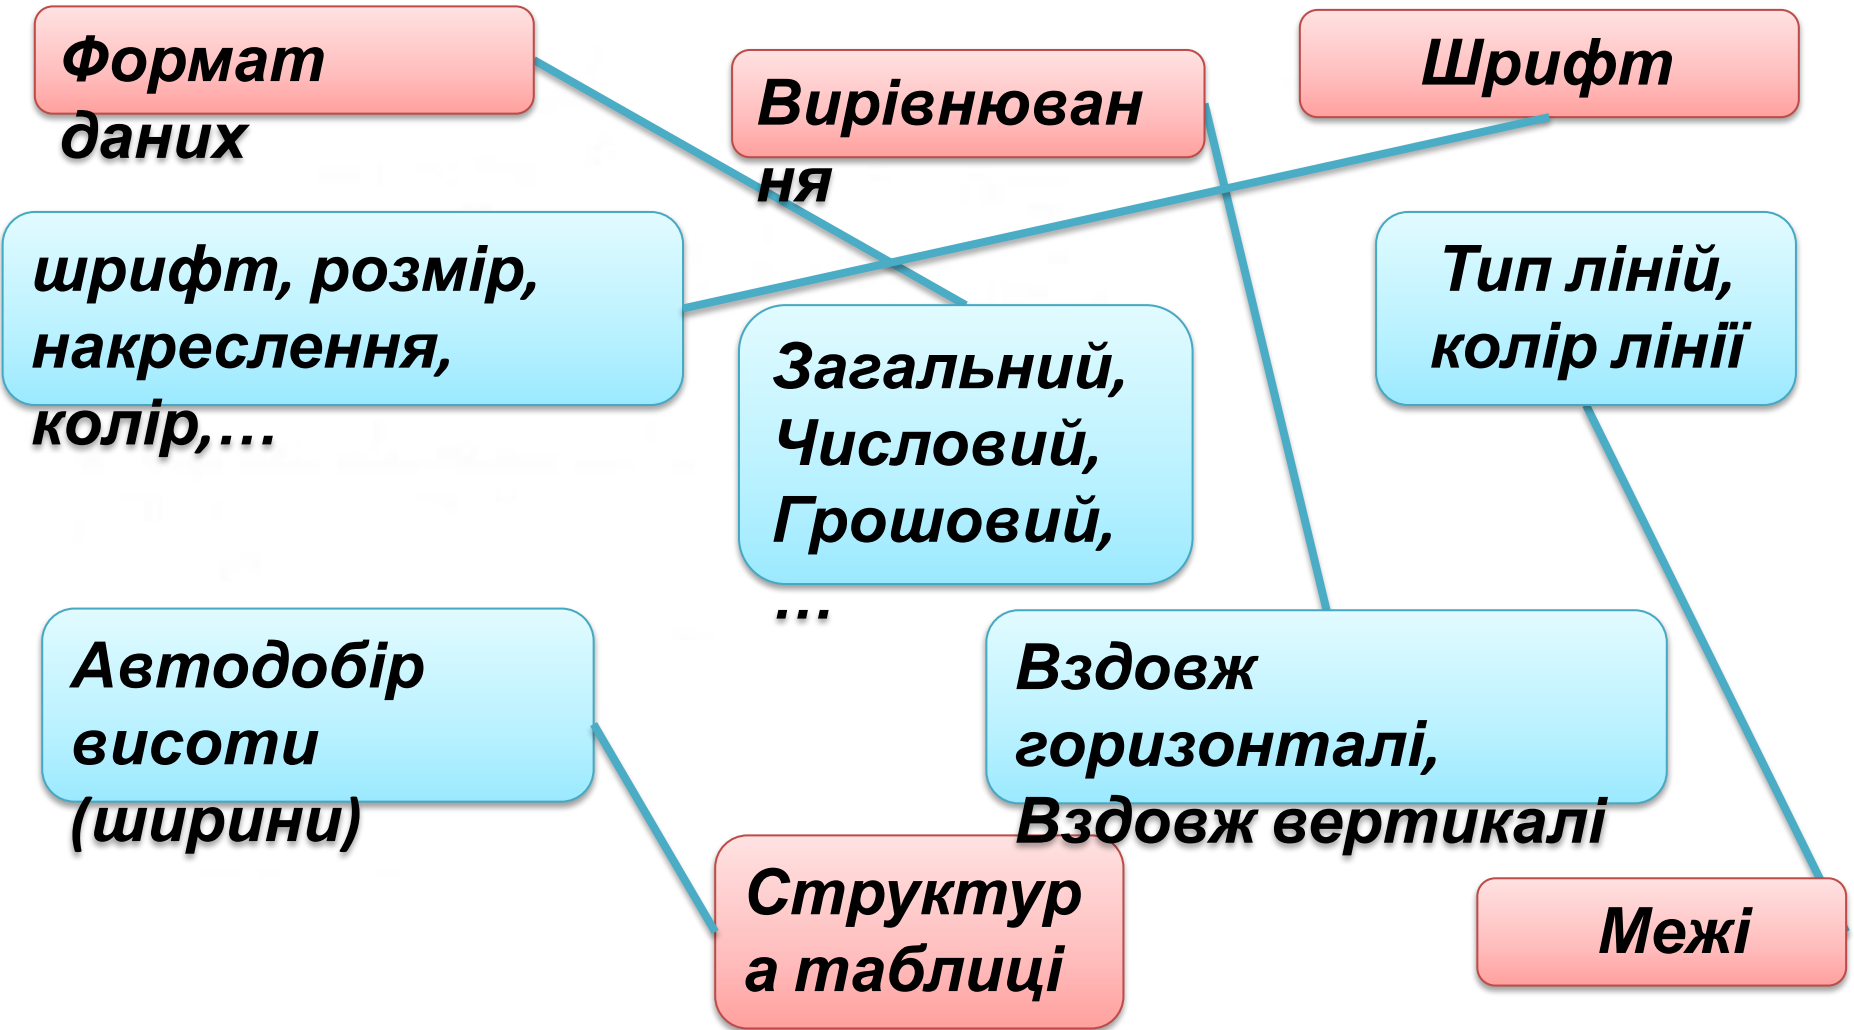 Формат
даних
Вирівнюван
ня
Шрифт
шрифт, розмір,
накреслення,
колір,...
Загальний,
Числовий,
Грошовий,
...
Тип ліній,
колір лінії
Автодобір
висоти
(ширини)
Вздовж
горизонталі,
Вздовж вертикалі
Структур
а таблиці
Межі